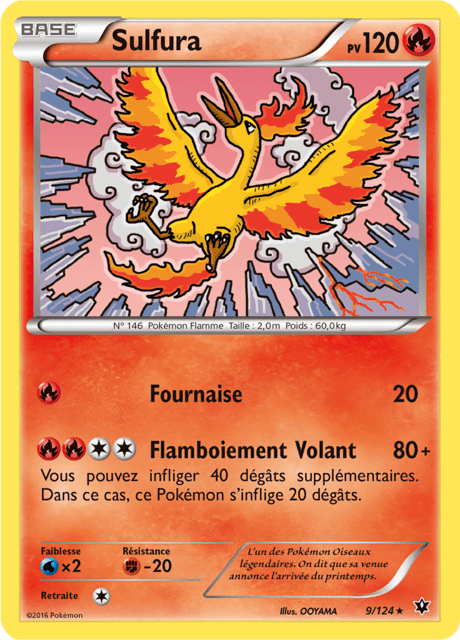 BASE Sulfura PV 120
N° 146 Pokémon Flamme Taille : 2,0m Poids : 60,0kg
Fournaise 20
Flamboiement Volant 80+
Vous pouvez infliger 40 dégâts supplémentaires.
Dans ce cas, ce Pokémon s'inflige 20 dégâts.
Faiblesse Résistance
×2 -20
Retraite
L'un des Pokémon Oiseaux
légendaires. On dit que sa venue
annonce l'arrivée du printemps.
©2016 Pokémon Illus. OOYAMA 9/124